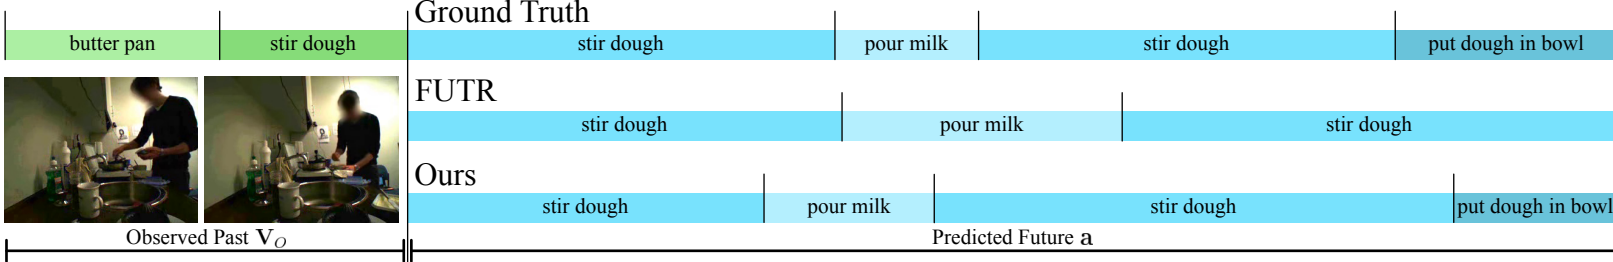 Ground Truth
butter pan stir dough stir dough pour milk stir dough put dough in bowl
FUTR
stir dough pour milk stir dough
Ours
stir dough pour milk stir dough put dough in bowl
Observed Past V_O Predicted Future a